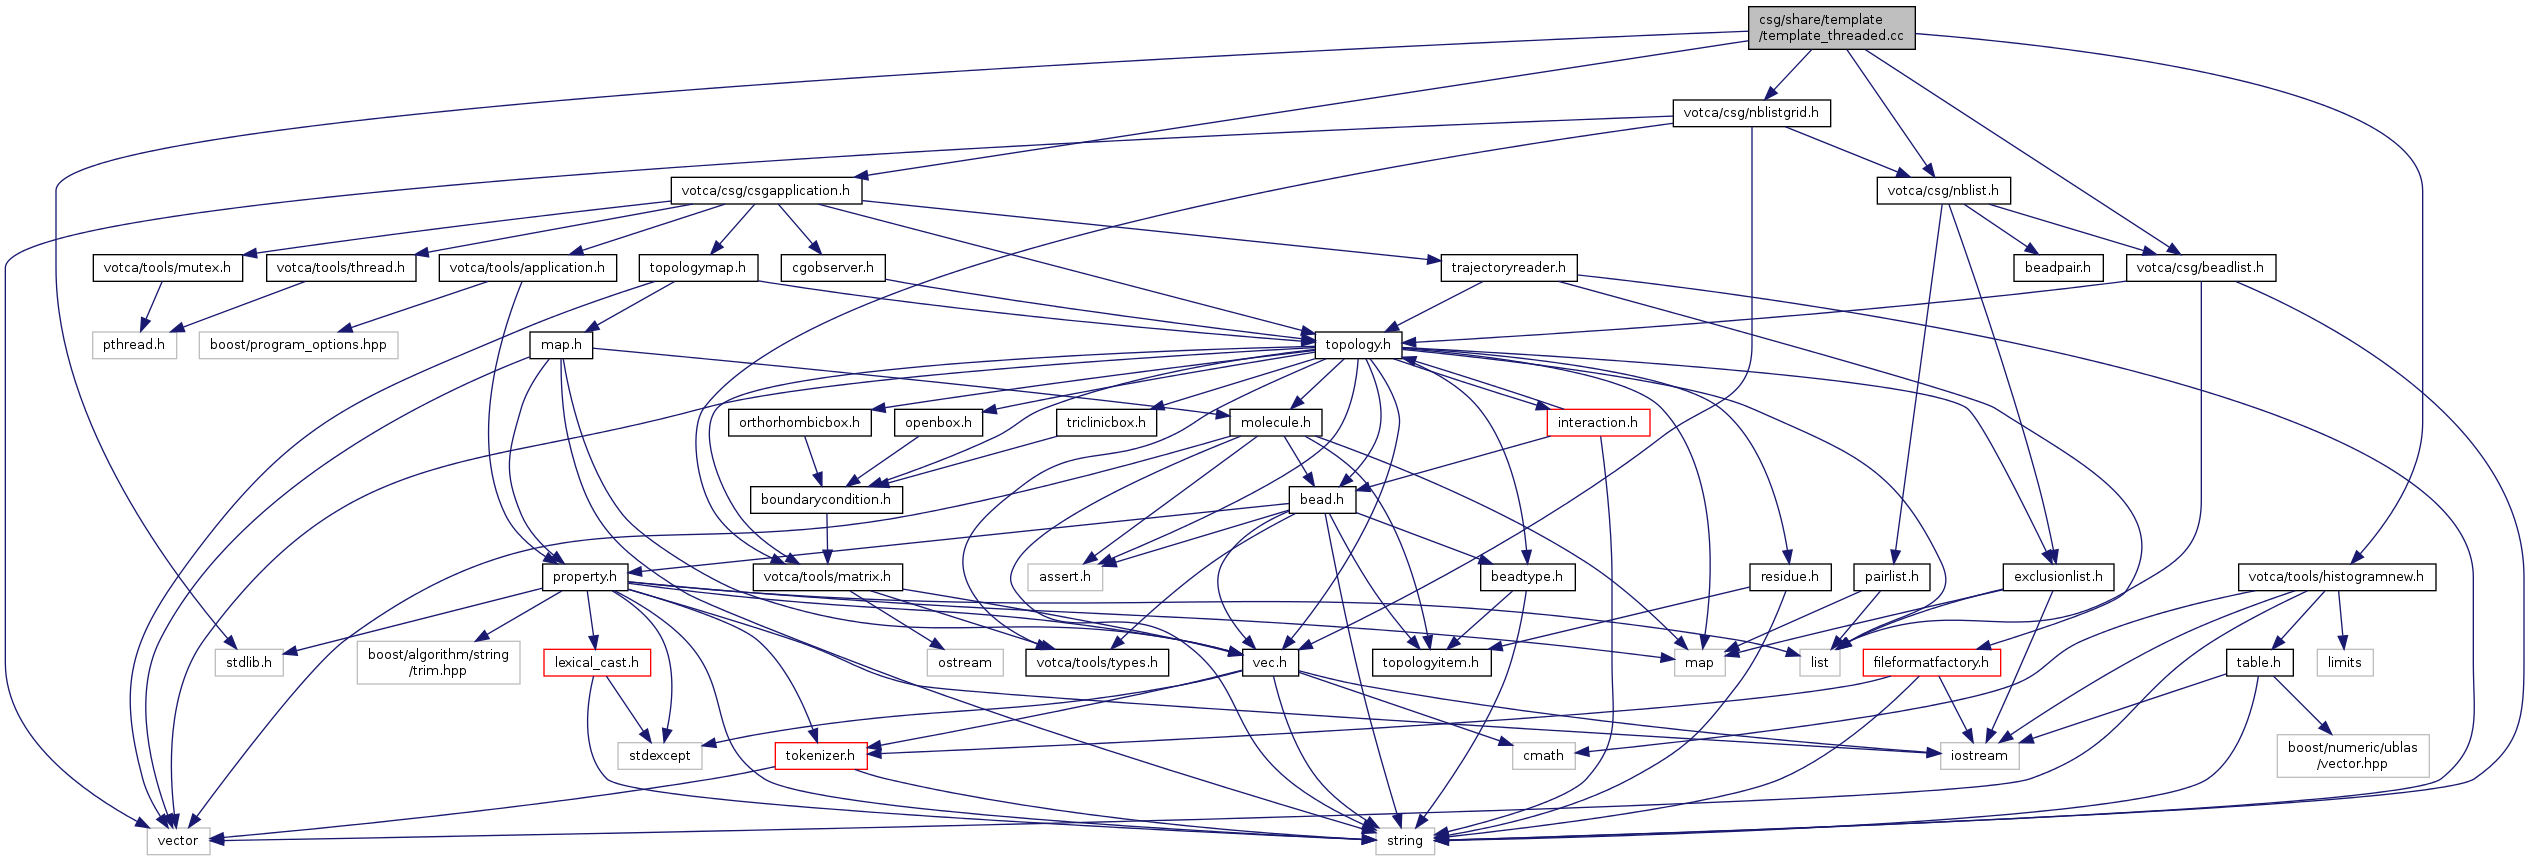 csg/share/template
/template_threaded.cc
votca/csg/nblistgrid.h
votca/csg/csgapplication.h
votca/csg/nblist.h
votca/tools/mutex.h
votca/tools/thread.h
votca/tools/application.h
topologymap.h
cgobserver.h
trajectoryreader.h
beadpair.h
votca/csg/beadlist.h
pthread.h
boost/program_options.hpp
map.h
topology.h
orthorhombicbox.h
openbox.h
triclinicbox.h
molecule.h
interaction.h
boundarycondition.h
bead.h
property.h
votca/tools/matrix.h
assert.h
beadtype.h
residue.h
pairlist.h
exclusionlist.h
votca/tools/histogramnew.h
stdlib.h
boost/algorithm/string
/trim.hpp
lexical_cast.h
ostream
votca/tools/types.h
vec.h
topologyitem.h
map
list
fileformatfactory.h
table.h
limits
stdexcept
tokenizer.h
cmath
iostream
boost/numeric/ublas
/vector.hpp
vector
string